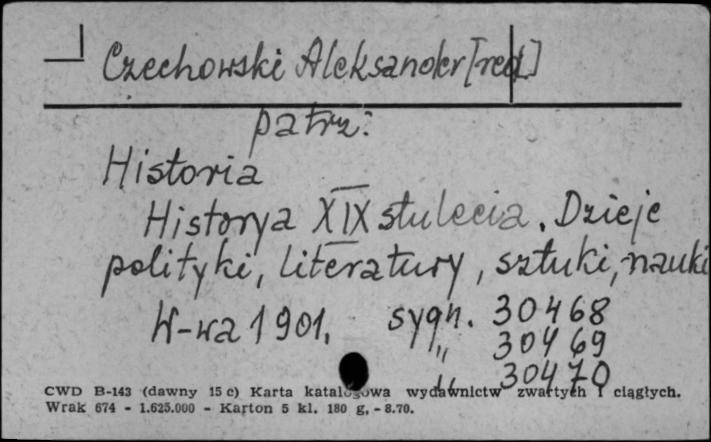 Czechowski Aleksander [red.]
patrz:
Historia
Historya XIX stulecia. Dzieje
polityki, literatury, sztuki, nauki
W-wa 1901. sygn. 30468
" 30469
" 30470
CWD B-143 (dawny 15 c) Karta katalogowa wydawnictw zwartych i ciągłych.
Wrak 674 - 1.625.000 - Karton 5 kl. 180 g, - 8.70.